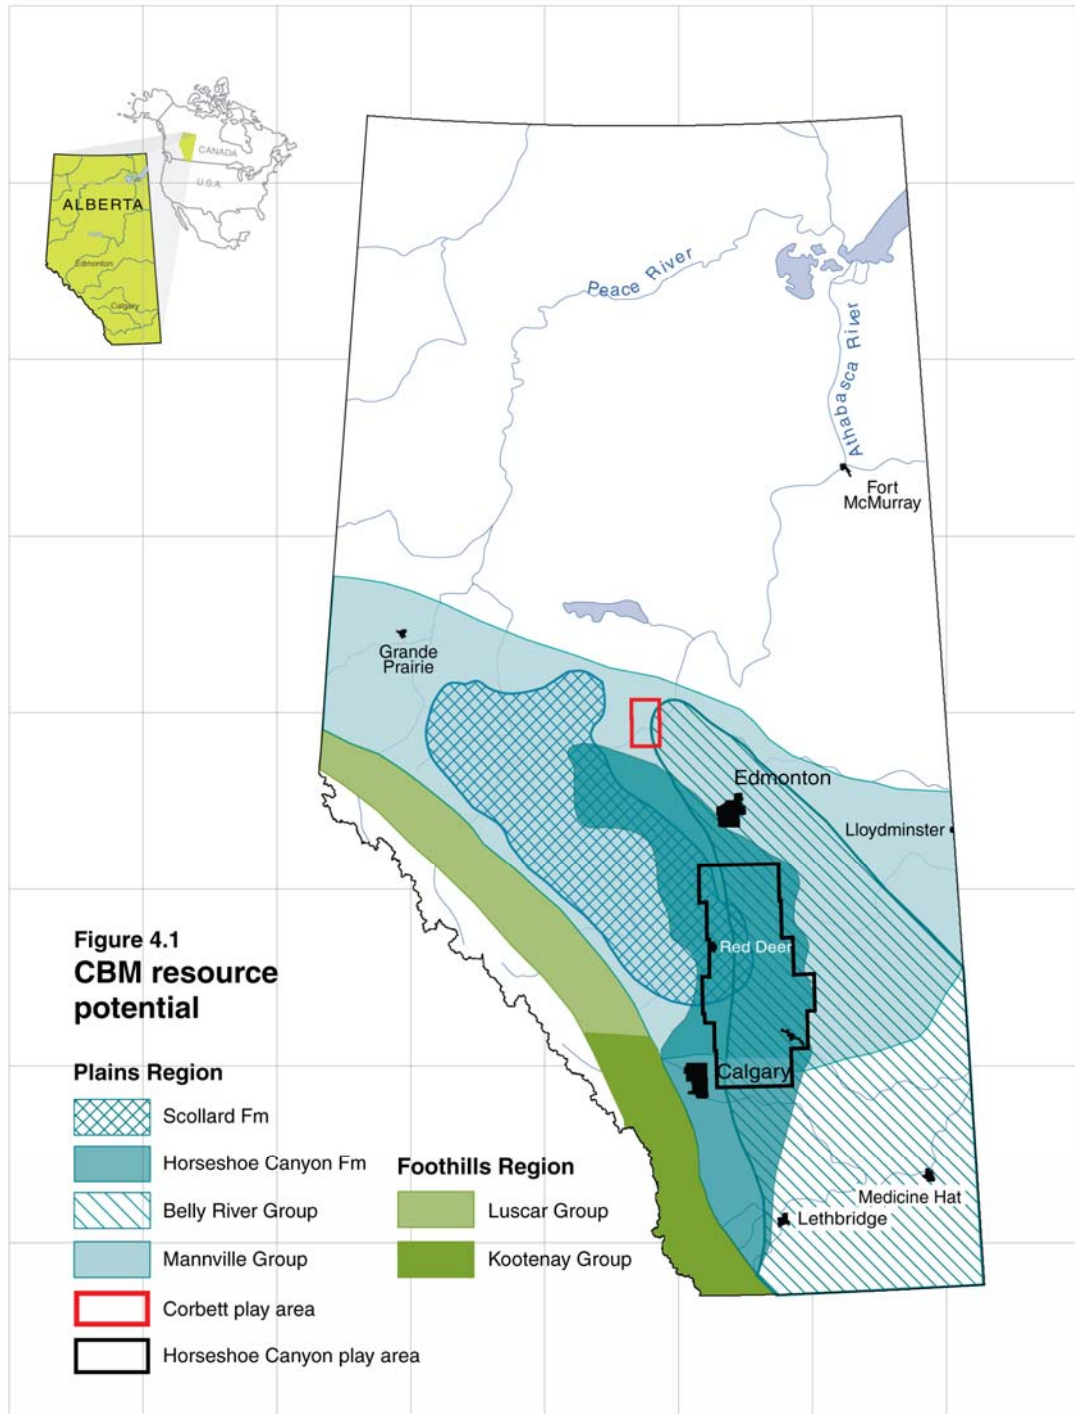 CANADA
U.S.A.
ALBERTA
Edmonton
Calgary
Peace River
Athabasca River
Fort
McMurray
Grande
Prairie
Edmonton
Lloydminster
Red Deer
Calgary
Medicine Hat
Lethbridge
Figure 4.1
CBM resource
potential
Plains Region
Scollard Fm
Horseshoe Canyon Fm
Belly River Group
Mannville Group
Corbett play area
Horseshoe Canyon play area
Foothills Region
Luscar Group
Kootenay Group